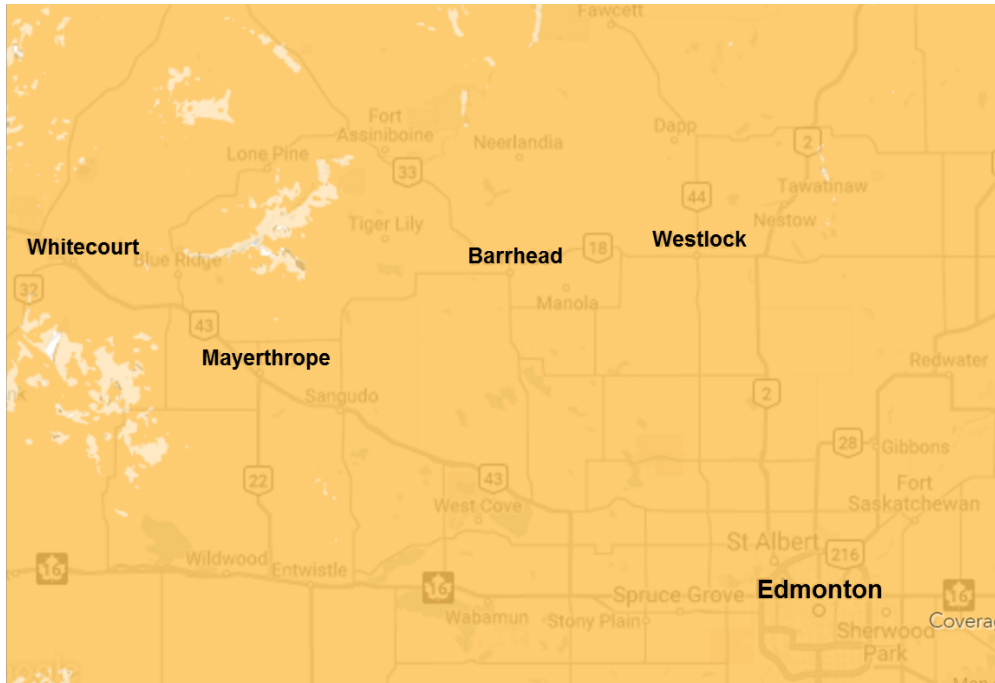 Fawcett
Fort
Assiniboine
Neerlandia
Dapp
2
Lone Pine
33
Tawatinaw
44
Nestow
Tiger Lily
Westlock
Whitecourt
Barrhead
18
Blue Ridge
32
Manola
43
Mayerthrope
Redwater
nk
Sangudo
2
28
Gibbons
22
43
Fort
Saskatchewan
West Cove
St Albert
216
Wildwood
16
Entwistle
16
Edmonton
16
Spruce Grove
Wabamun
Stony Plain
Coverag
Sherwood
Park